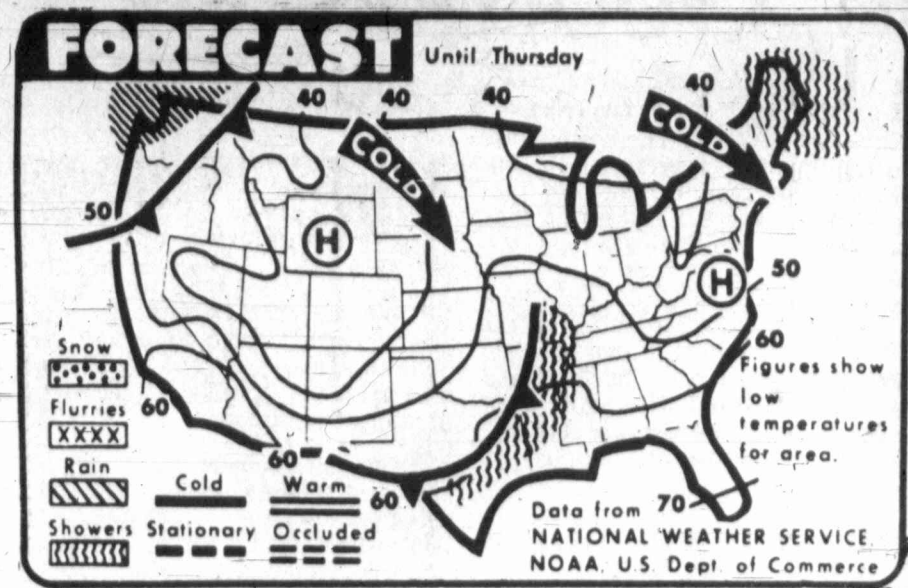 FORECAST Until Thursday
40 40 40 40
COLD COLD
50
H
H
50
60
Snow
60
Figures show
low
temperatures
for area.
Flurries
XXXX
60
Rain
Cold Warm 60
Showers Stationary Occluded
Data from 70
NATIONAL WEATHER SERVICE,
NOAA, U.S. Dept. of Commerce